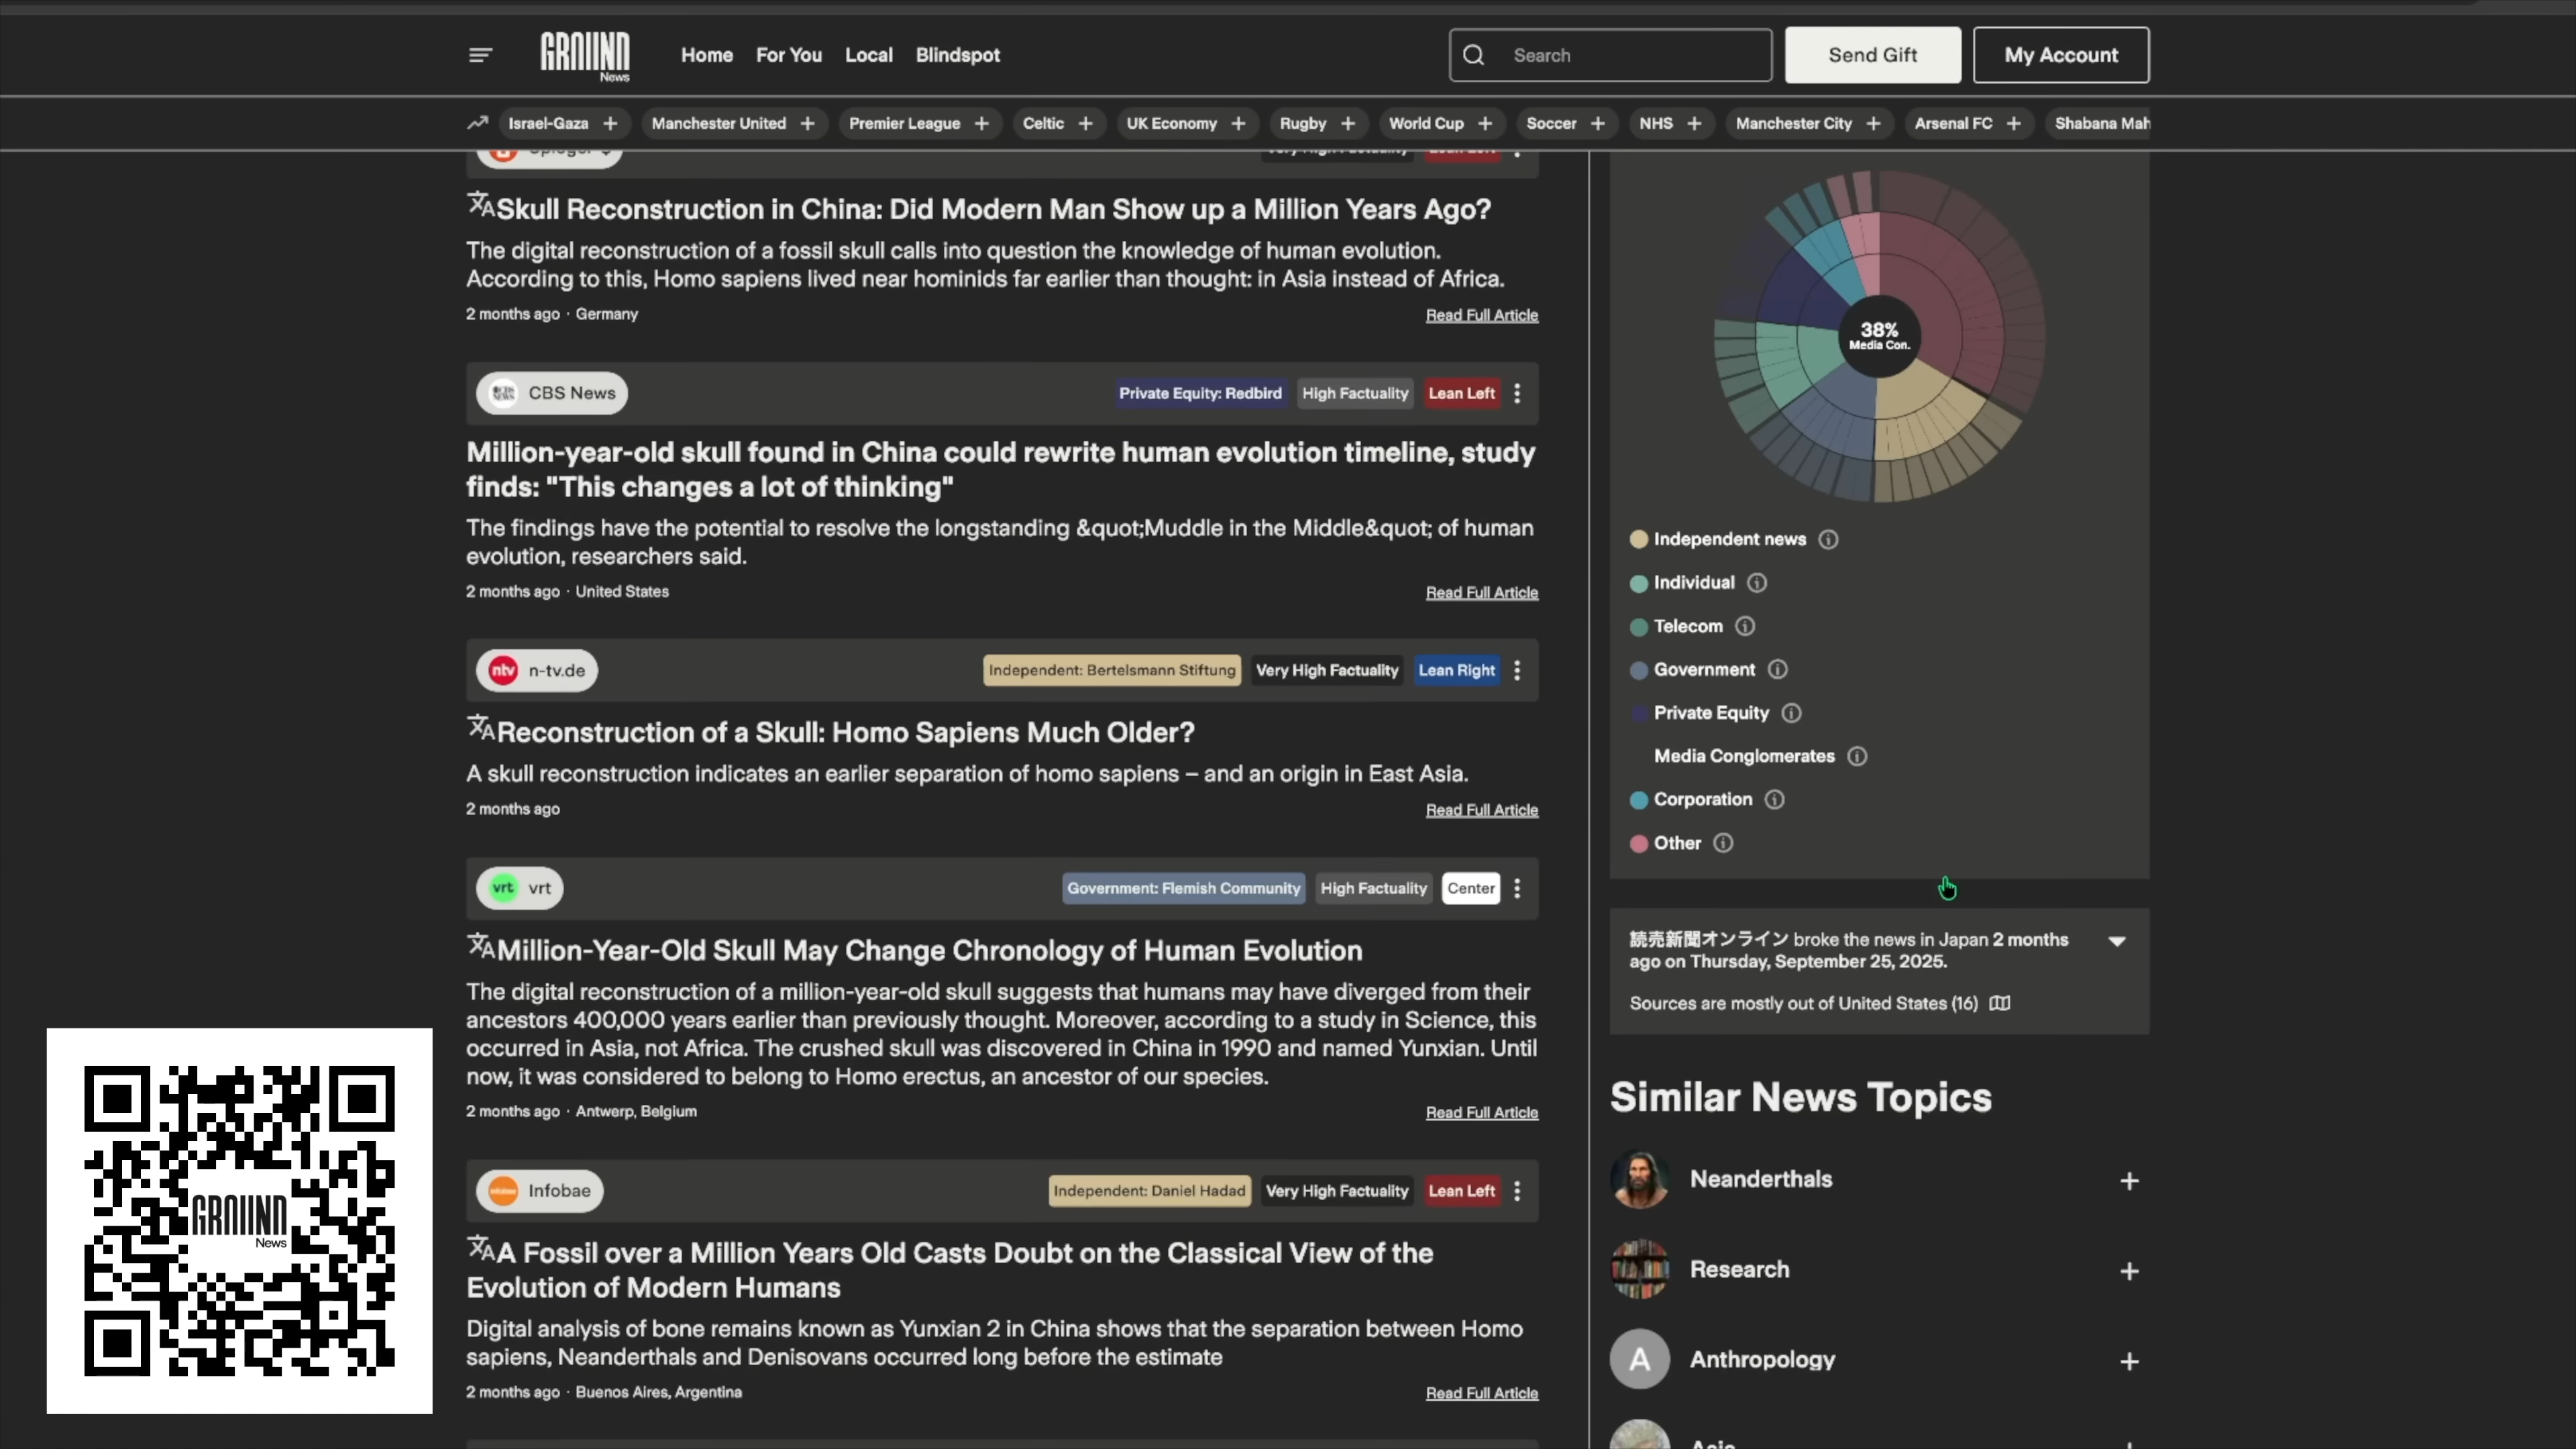 GROUND
News
Home
For You
Local
Blindspot
Search
Send Gift
My Account
Israel-Gaza +
Manchester United +
Premier League +
Celtic +
UK Economy +
Rugby +
World Cup +
Soccer +
NHS +
Manchester City +
Arsenal FC +
Shabana Mah
Skull Reconstruction in China: Did Modern Man Show up a Million Years Ago?
The digital reconstruction of a fossil skull calls into question the knowledge of human evolution.
According to this, Homo sapiens lived near hominids far earlier than thought: in Asia instead of Africa.
2 months ago · Germany
Read Full Article
CBS News
Private Equity: Redbird
High Factuality
Lean Left
Million-year-old skull found in China could rewrite human evolution timeline, study
finds: "This changes a lot of thinking"
The findings have the potential to resolve the longstanding &quot;Muddle in the Middle&quot; of human
evolution, researchers said.
2 months ago · United States
Read Full Article
ntv
n-tv.de
Independent: Bertelsmann Stiftung
Very High Factuality
Lean Right
Reconstruction of a Skull: Homo Sapiens Much Older?
A skull reconstruction indicates an earlier separation of homo sapiens – and an origin in East Asia.
2 months ago
Read Full Article
vrt
vrt
Government: Flemish Community
High Factuality
Center
Million-Year-Old Skull May Change Chronology of Human Evolution
The digital reconstruction of a million-year-old skull suggests that humans may have diverged from their
ancestors 400,000 years earlier than previously thought. Moreover, according to a study in Science, this
occurred in Asia, not Africa. The crushed skull was discovered in China in 1990 and named Yunxian. Until
now, it was considered to belong to Homo erectus, an ancestor of our species.
2 months ago · Antwerp, Belgium
Read Full Article
Infobae
Independent: Daniel Hadad
Very High Factuality
Lean Left
A Fossil over a Million Years Old Casts Doubt on the Classical View of the
Evolution of Modern Humans
Digital analysis of bone remains known as Yunxian 2 in China shows that the separation between Homo
sapiens, Neanderthals and Denisovans occurred long before the estimate
2 months ago · Buenos Aires, Argentina
Read Full Article
38%
Media Con.
Independent news
Individual
Telecom
Government
Private Equity
Media Conglomerates
Corporation
Other
読売新聞オンライン broke the news in Japan 2 months
ago on Thursday, September 25, 2025.
Sources are mostly out of United States (16)
Similar News Topics
Neanderthals +
Research +
A Anthropology +
GROUND
News